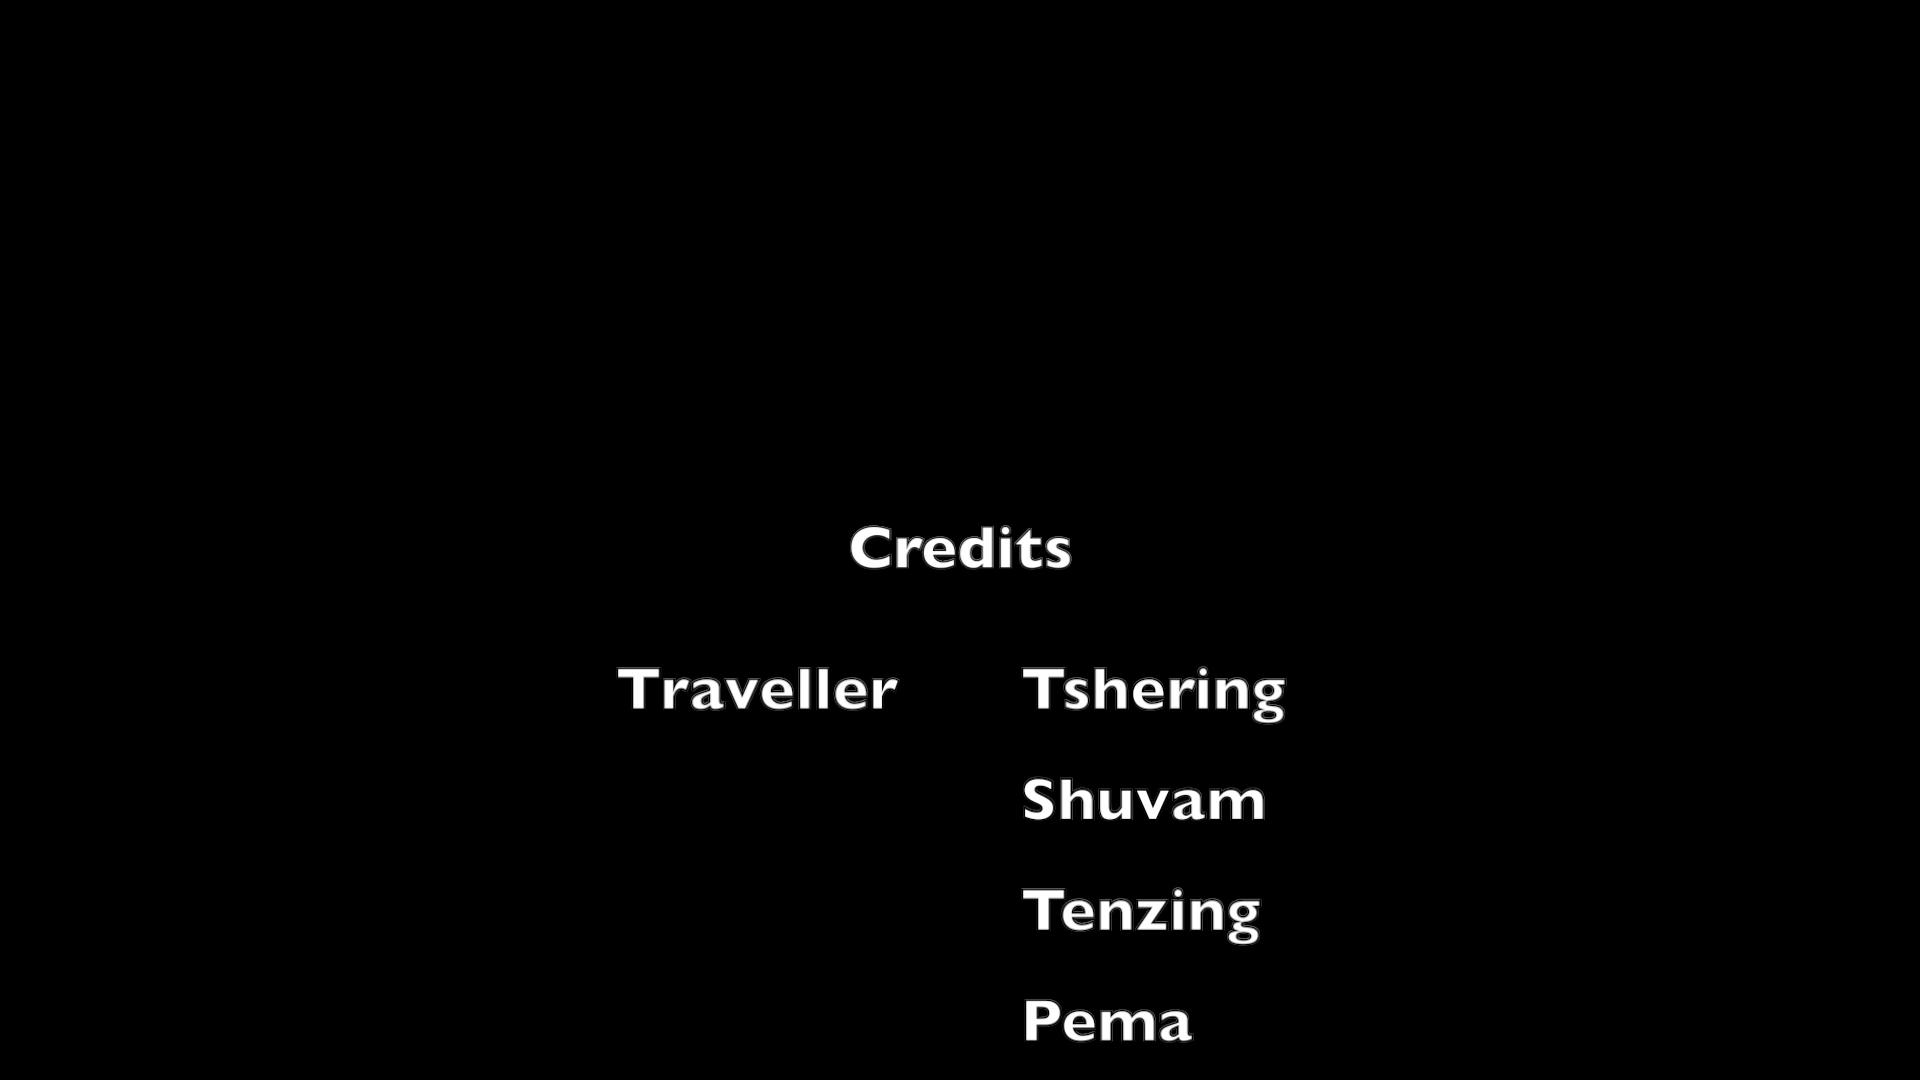 Credits
Traveller Tshering
Shuvam
Tenzing
Pema